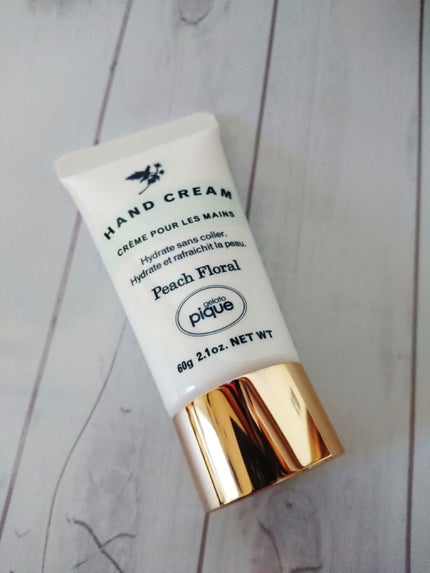 HAND CREAM
CRÈME POUR LES MAINS
Hydrate sans coller.
Hydrate et rafraichit la peau.
Peach Floral
gelato
pique
60g 2.1oz. NET WT